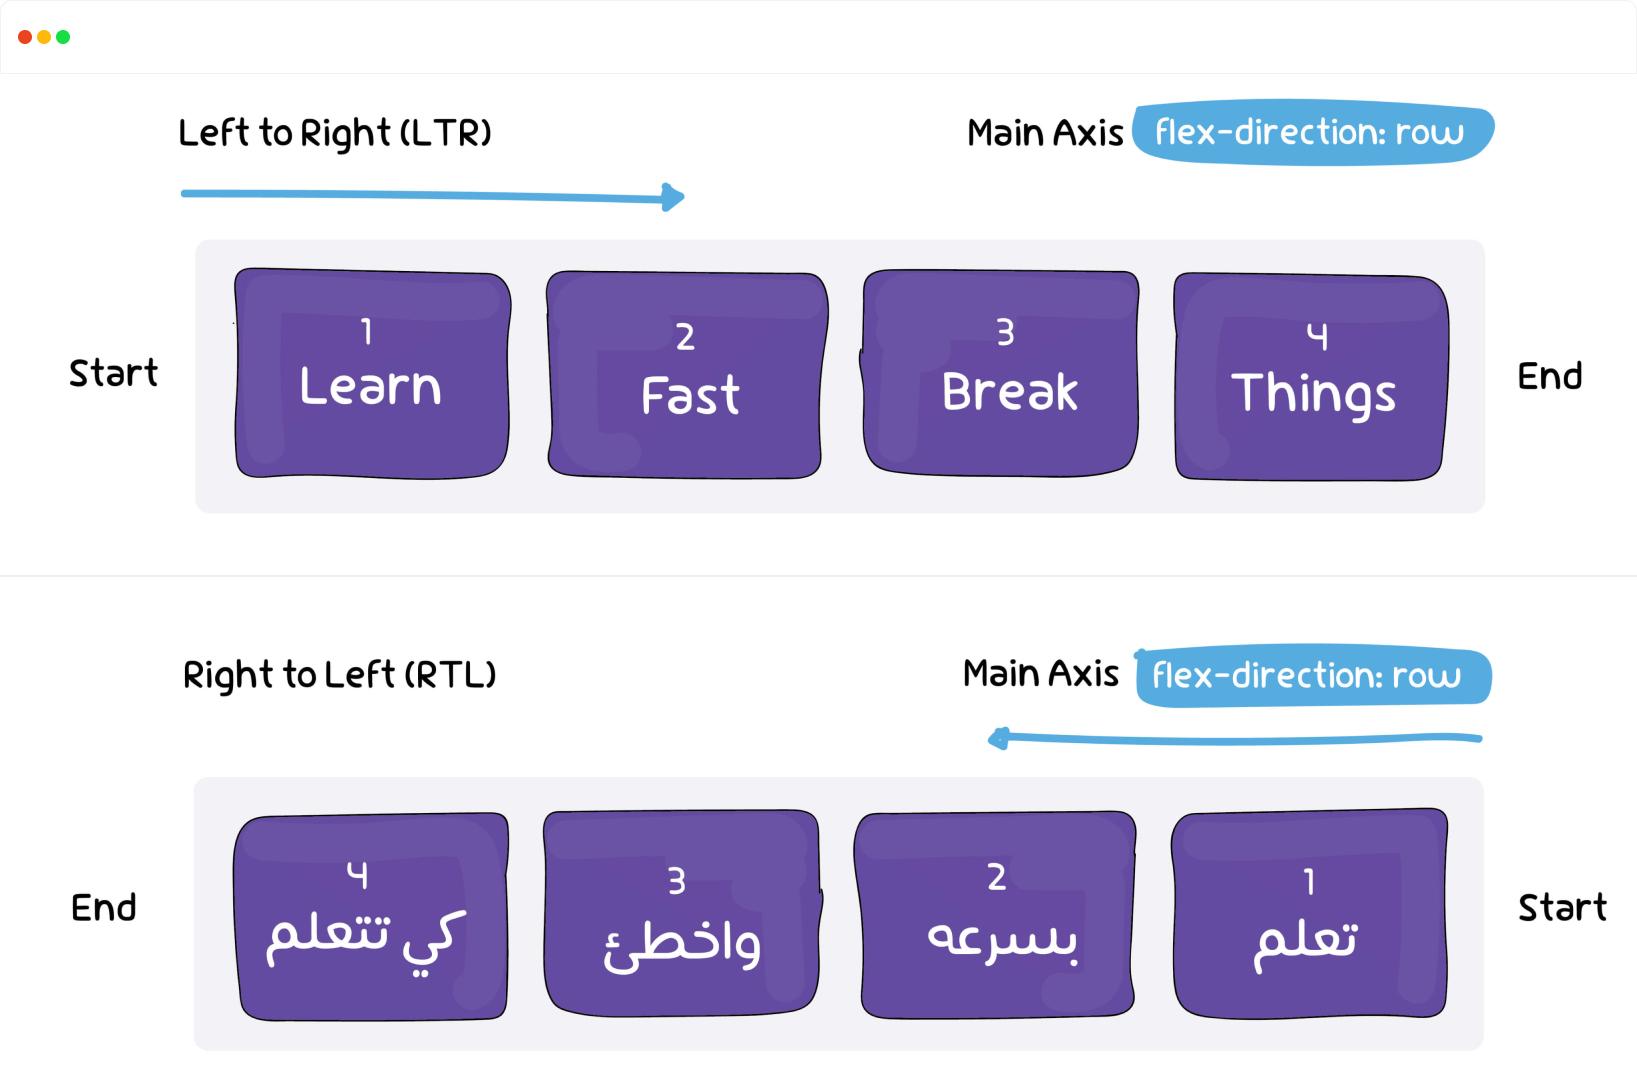 Left to Right (LTR)
Main Axis flex-direction: row
Start
1
Learn
2
Fast
3
Break
4
Things
End
Right to Left (RTL)
Main Axis flex-direction: row
Start
1
تعلم
2
بسرعه
3
واخطئ
4
كي تتعلم
End